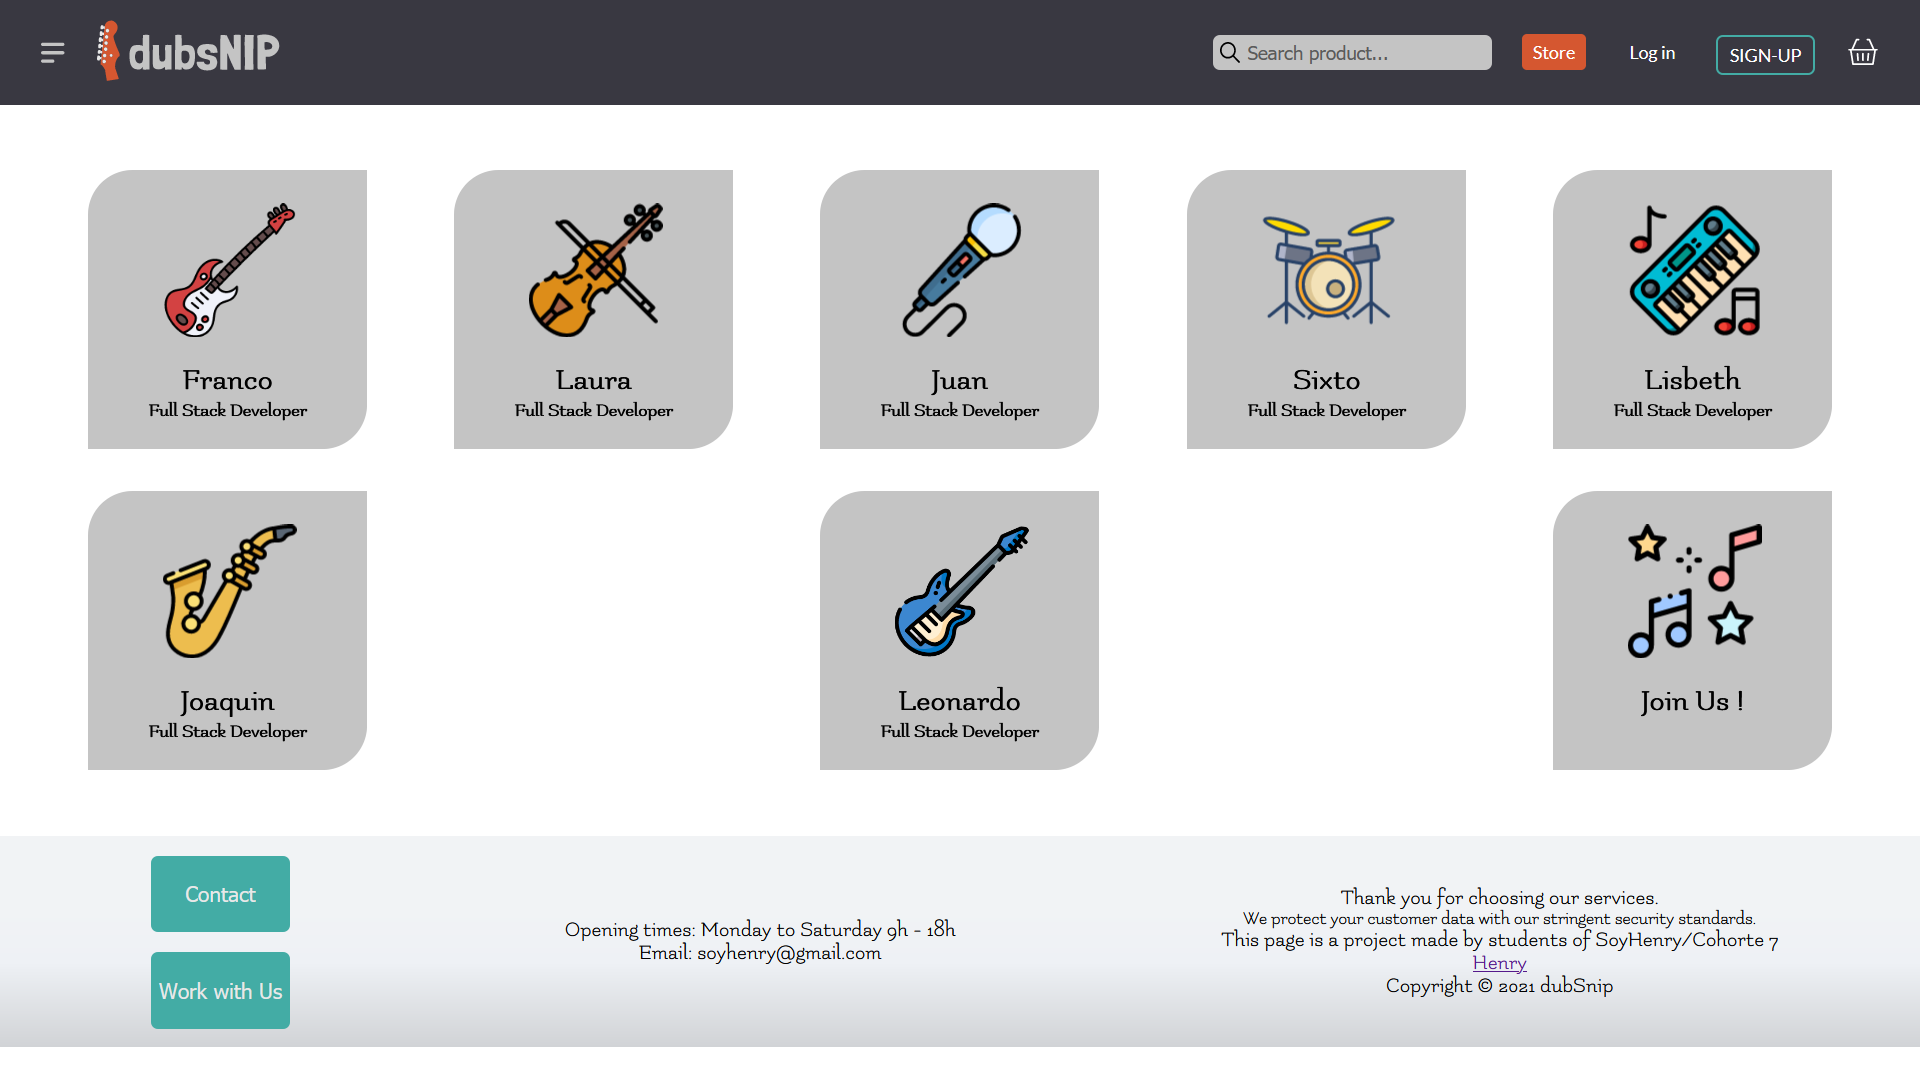 dubsNIP
Search product...
Store
Log in
SIGN-UP
Franco
Full Stack Developer
Laura
Full Stack Developer
Juan
Full Stack Developer
Sixto
Full Stack Developer
Lisbeth
Full Stack Developer
Joaquin
Full Stack Developer
Leonardo
Full Stack Developer
Join Us !
Contact
Work with Us
Opening times: Monday to Saturday 9h - 18h
Email: soyhenry@gmail.com
Thank you for choosing our services.
We protect your customer data with our stringent security standards.
This page is a project made by students of SoyHenry/Cohorte 7
Henry
Copyright © 2021 dubSnip